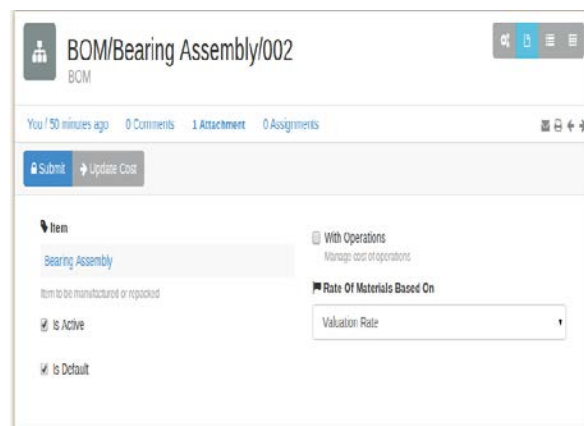 BOM/Bearing Assembly/002
BOM
You / 50 minutes ago 0 Comments 1 Attachment 0 Assignments
Submit Update Cost
Item
Bearing Assembly
Item to be manufactured or repacked
Is Active
Is Default
With Operations
Manage cost of operations
Rate Of Materials Based On
Valuation Rate